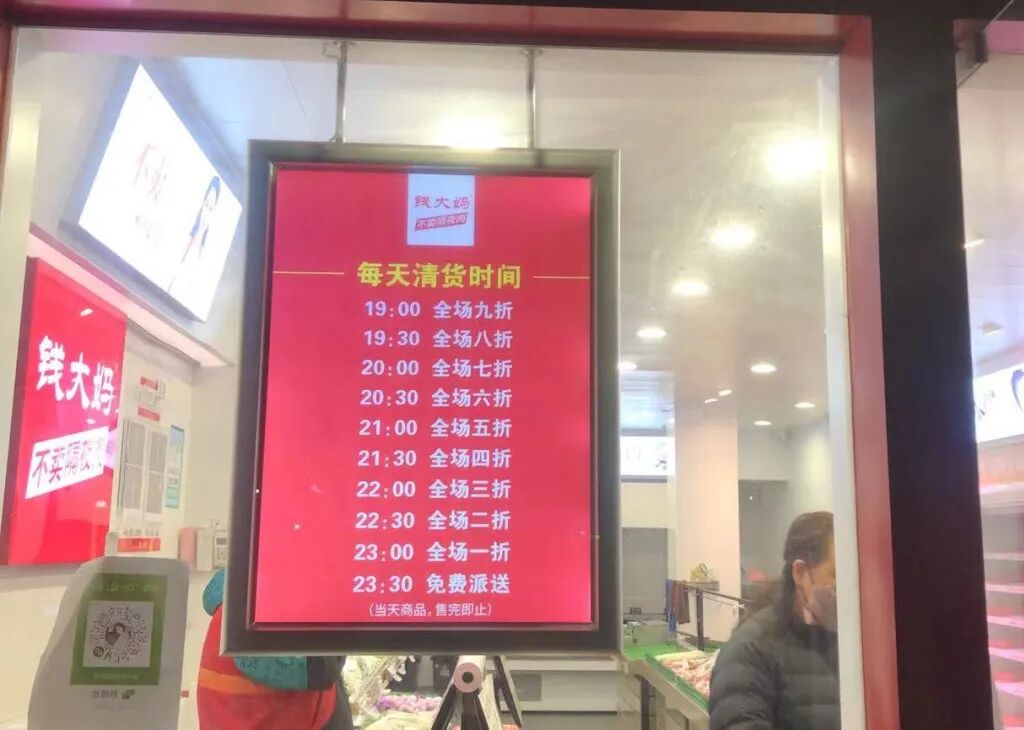 钱大妈
不卖隔夜肉
每天清货时间
19:00 全场九折
19:30 全场八折
20:00 全场七折
20:30 全场六折
21:00 全场五折
21:30 全场四折
22:00 全场三折
22:30 全场二折
23:00 全场一折
23:30 免费派送
(当天商品，售完即止)
钱大妈
不卖隔夜肉
不卖